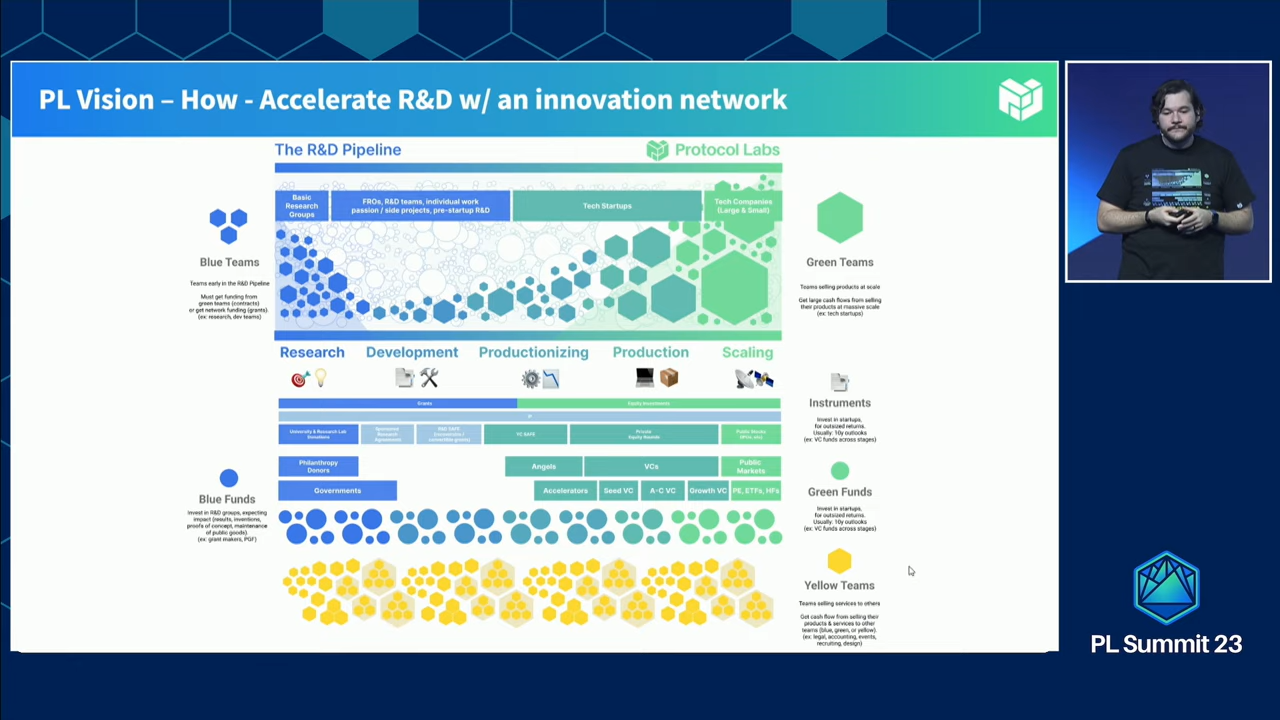 PL Vision – How - Accelerate R&D w/ an innovation network
The R&D Pipeline
Protocol Labs
Basic
Research
Groups
FROs, R&D teams, individual work
passion / side projects, pre-startup R&D
Tech Startups
Tech Companies
(Large & Small)
Blue Teams
Teams early in the R&D Pipeline
Must get funding from
green teams (contracts)
or get network funding (grants)
(ex: research, dev teams)
Green Teams
Teams selling products at scale
Get large cash flows from selling
their products at massive scale
(ex: tech startups)
Research
Development
Productionizing
Production
Scaling
Grants
Equity Investments
IP
University & Research Lab
Donations
Sponsored
Research
Agreements
R&D SAFE
convertible grants)
YC SAFE
Private
Equity Rounds
Public Stocks
Instruments
Invest in startups,
for outsized returns.
Usually: 10y outlooks
(ex: VC funds across stages)
Philanthropy
Donors
Angels
VCs
Public
Markets
Governments
Accelerators
Seed VC
A-C VC
Growth VC
PE, ETFs, HFs
Blue Funds
Invest in R&D groups, expecting
impact (results, inventions,
proofs of concept, maintenance
of public goods)
(ex: grant makers, PGF)
Green Funds
Invest in startups,
for outsized returns.
Usually: 10y outlooks
(ex: VC funds across stages)
Yellow Teams
Teams selling services to others
Get cash flow from selling their
products & services to other
teams (blue, green, or yellow)
(ex: legal, accounting, events,
recruiting, design)
PL Summit 23